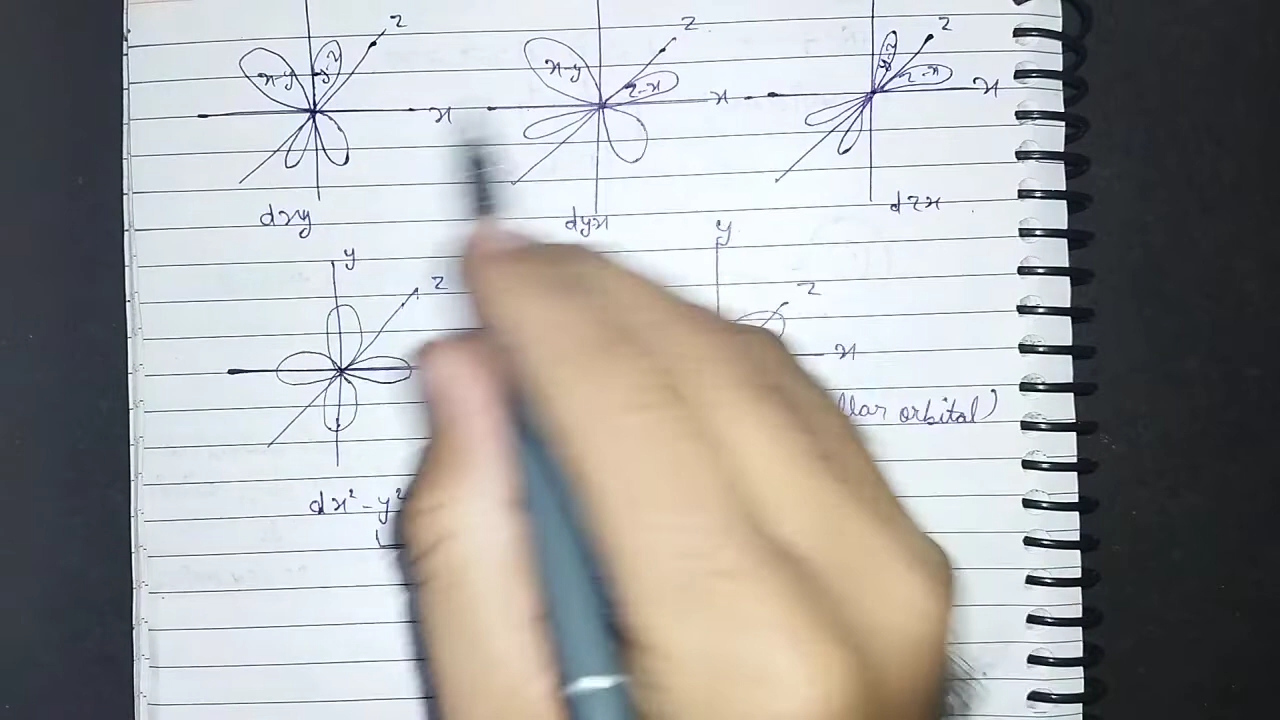 z z z
x-y y-z x-y z-x y-z z-x
x x x
dxy dyx dzx
y y
z z
x
llar orbital)
dx²-y²